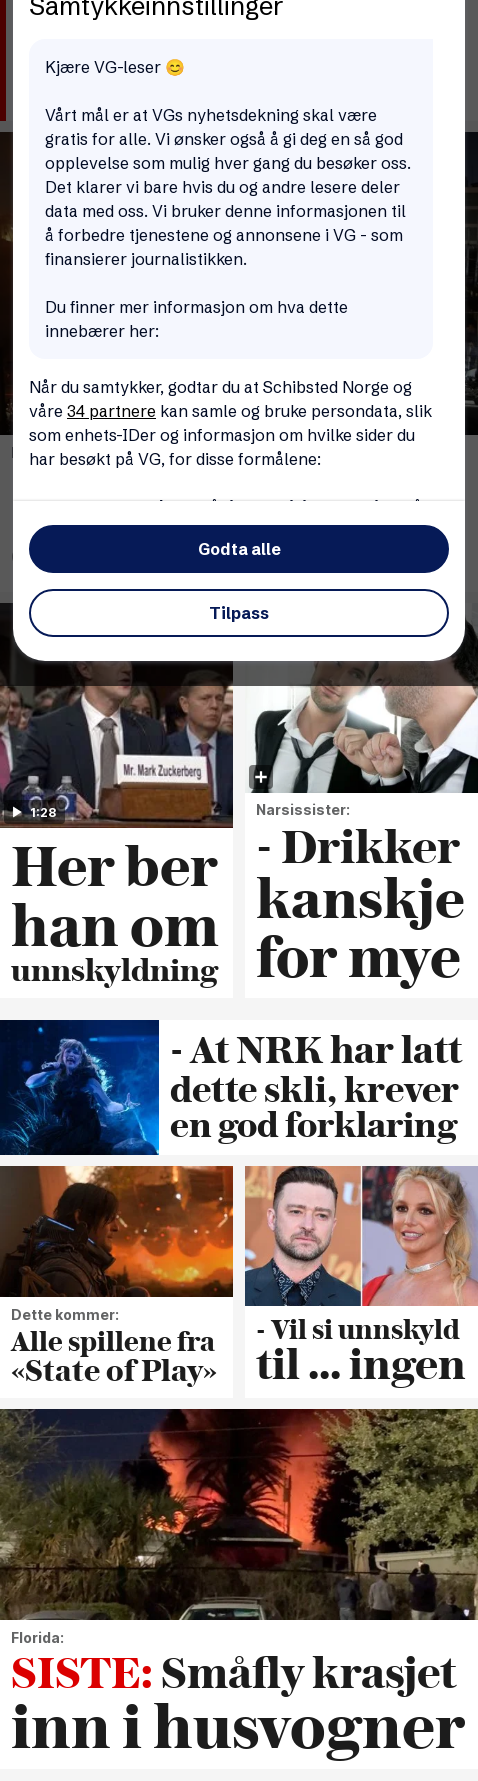 Samtykkeinnstillinger
Kjære VG-leser 😊
Vårt mål er at VGs nyhetsdekning skal være
gratis for alle. Vi ønsker også å gi deg en så god
opplevelse som mulig hver gang du besøker oss.
Det klarer vi bare hvis du og andre lesere deler
data med oss. Vi bruker denne informasjonen til
å forbedre tjenestene og annonsene i VG - som
finansierer journalistikken.
Du finner mer informasjon om hva dette
innebærer her:
Når du samtykker, godtar du at Schibsted Norge og
våre 34 partnere kan samle og bruke persondata, slik
som enhets-IDer og informasjon om hvilke sider du
har besøkt på VG, for disse formålene:
Godta alle
Tilpass
Mr. Mark Zuckerberg
1:28
Her ber
han om
unnskyldning
Narsissister:
- Drikker
kanskje
for mye
- At NRK har latt
dette skli, krever
en god forklaring
Dette kommer:
Alle spillene fra
«State of Play»
- Vil si unnskyld
til ... ingen
Florida:
SISTE: Småfly krasjet
inn i husvogner